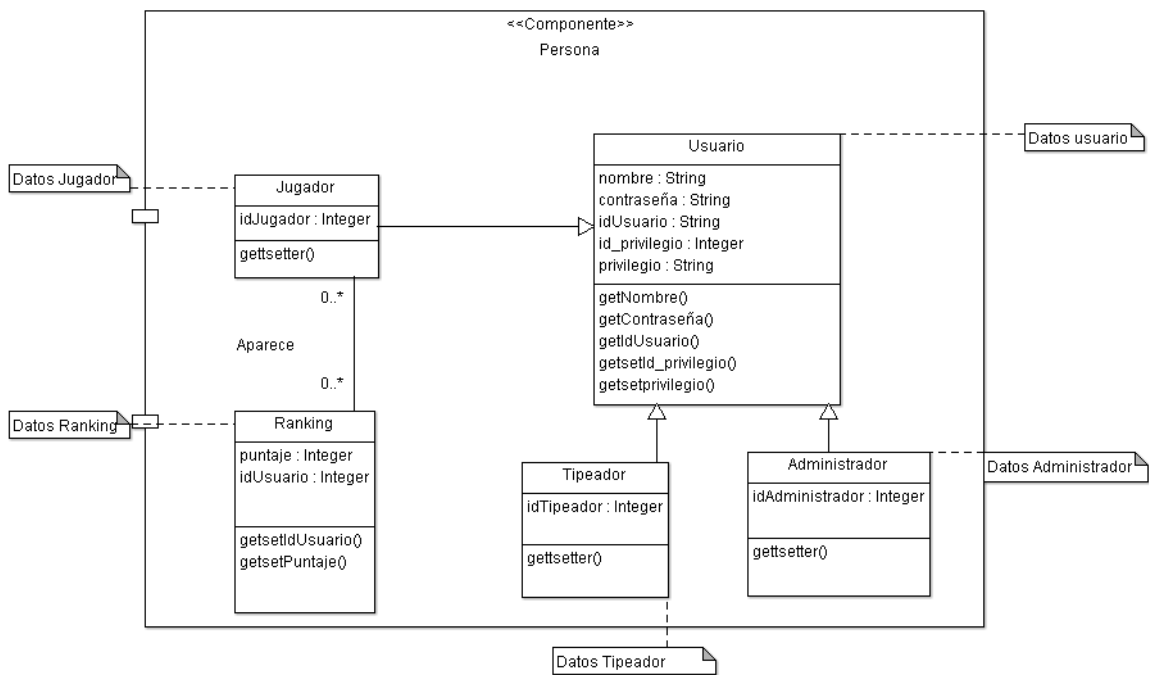 <<Componente>>
Persona
Datos usuario
Usuario
nombre : String
contraseña : String
idUsuario : String
id_privilegio : Integer
privilegio : String
getNombre()
getContraseña()
getIdUsuario()
getsetId_privilegio()
getsetprivilegio()
Datos Jugador
Jugador
idJugador : Integer
gettsetter()
0..*
Aparece
0..*
Datos Ranking
Ranking
puntaje : Integer
idUsuario : Integer
getsetIdUsuario()
getsetPuntaje()
Tipeador
idTipeador : Integer
gettsetter()
Administrador
idAdministrador : Integer
gettsetter()
Datos Administrador
Datos Tipeador